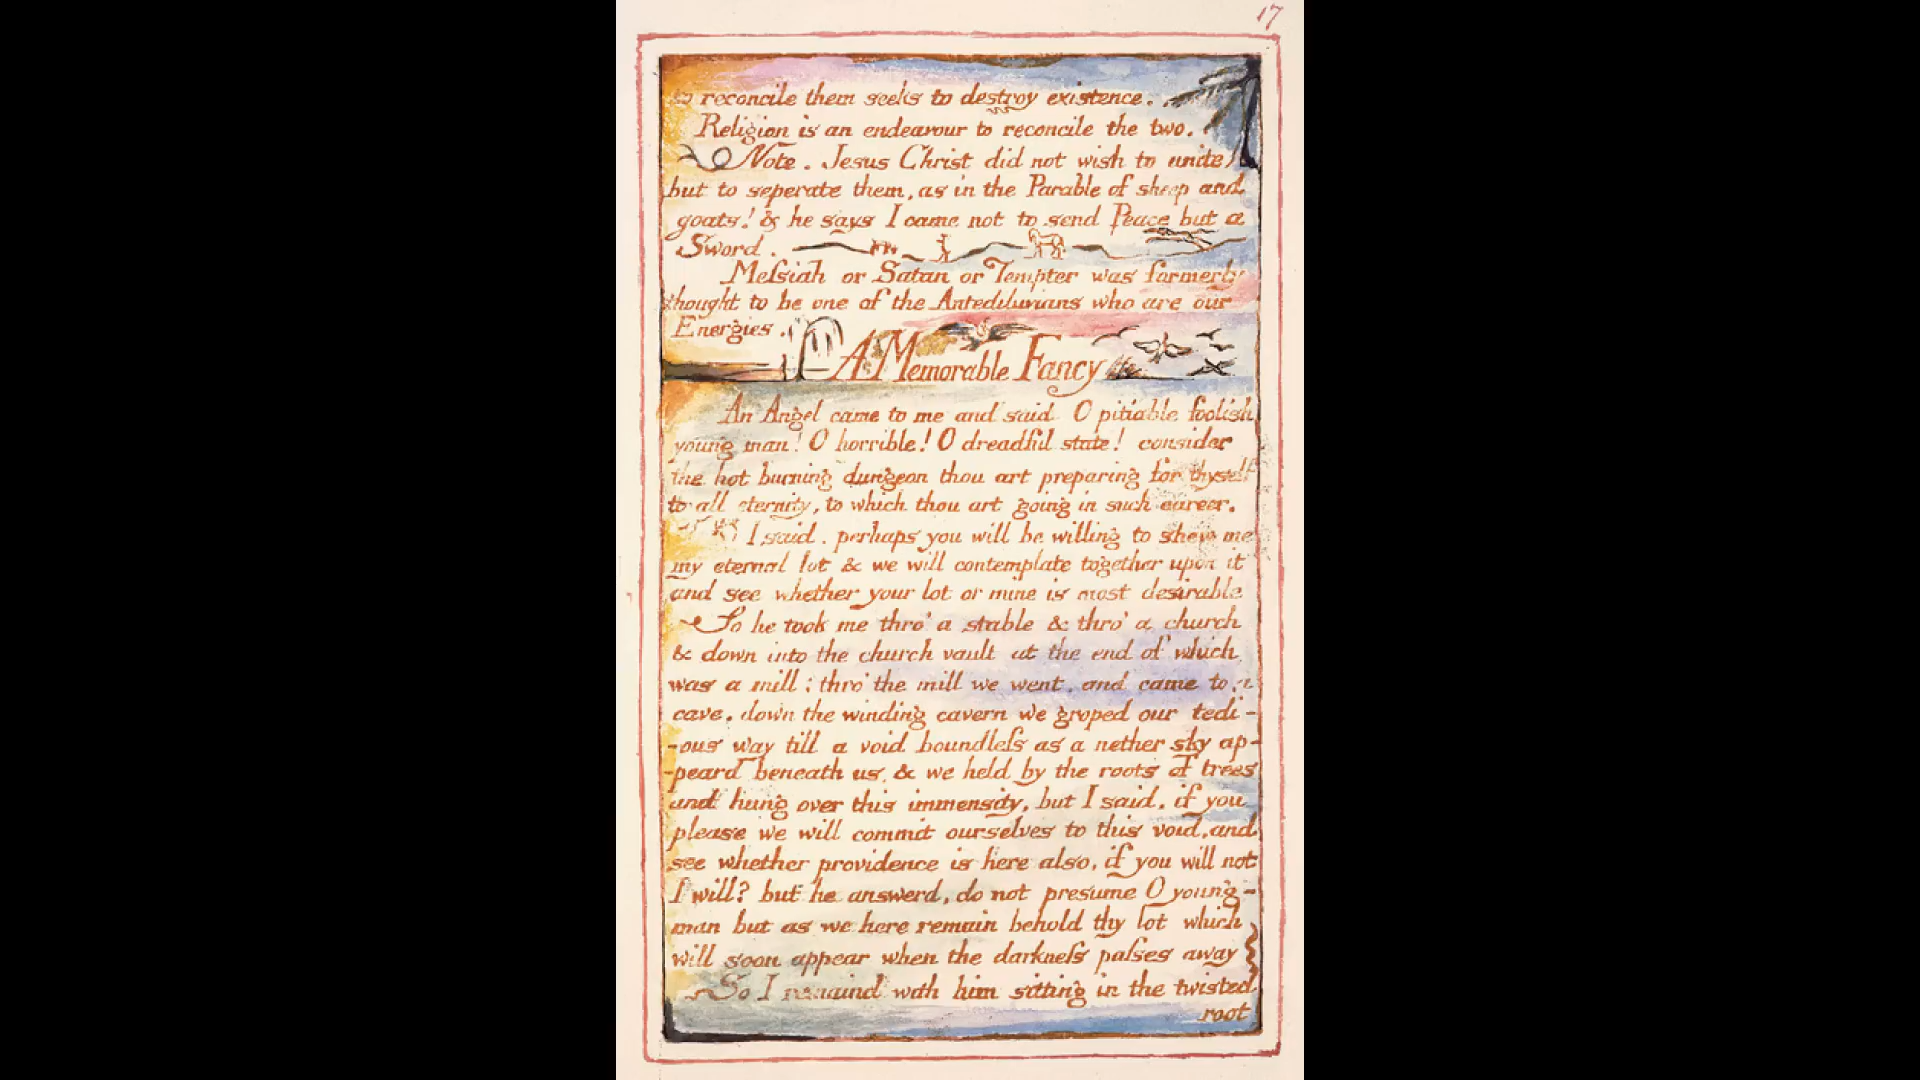 17
to reconcile them seeks to destroy existence.
Religion is an endeavour to reconcile the two.
Note. Jesus Christ did not wish to unite
but to seperate them, as in the Parable of sheep and
goats! & he says I came not to send Peace but a
Sword.
Meſsiah or Satan or Tempter was formerly
thought to be one of the Antediluvians who are our
Energies.
A Memorable Fancy
An Angel came to me and said O pitiable foolish
young man! O horrible! O dreadful state! consider
the hot burning dungeon thou art preparing for thyself
to all eternity, to which thou art going in such career.
I said. perhaps you will be willing to shew me
my eternal lot & we will contemplate together upon it
and see whether your lot or mine is most desirable
So he took me thro' a stable & thro' a church
& down into the church vault at the end of which
was a mill: thro' the mill we went, and came to a
cave. down the winding cavern we groped our tedi-
-ous way till a void boundleſs as a nether sky ap-
-peard beneath us, & we held by the roots of trees
and hung over this immensity, but I said, if you
please we will commit ourselves to this void, and
see whether providence is here also, if you will not
I will? but he answerd, do not presume O young-
man but as we here remain behold thy lot which
will soon appear when the darkneſs paſses away
So I remaind with him sitting in the twisted
root